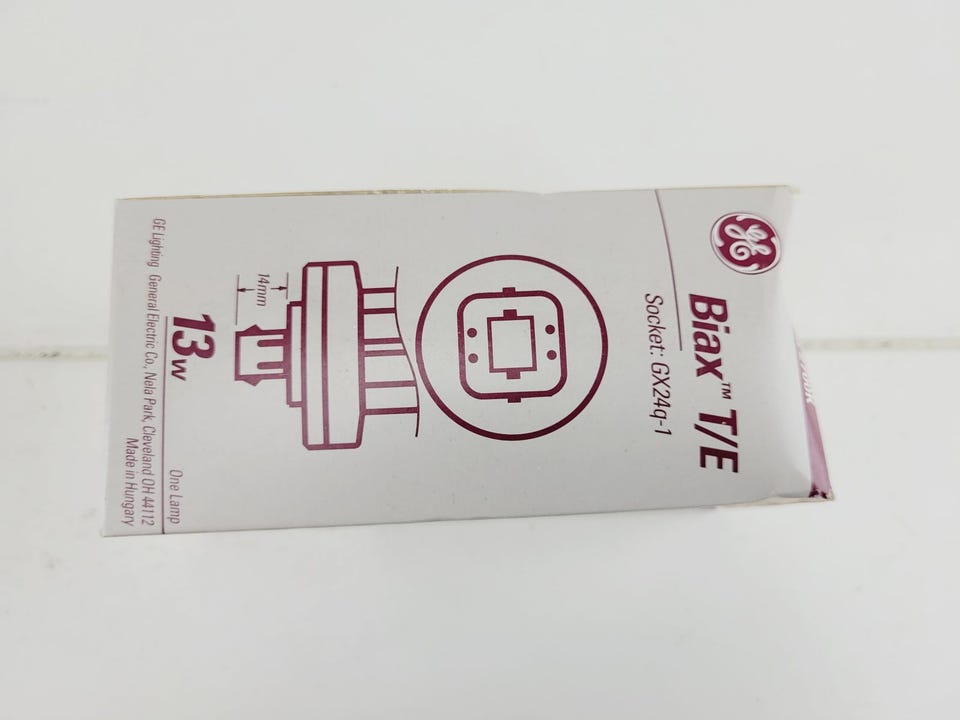 GE
Biax™ T/E
Socket: GX24q-1
14mm
13w
One Lamp
GE Lighting General Electric Co., Nela Park, Cleveland OH 44112
Made in Hungary